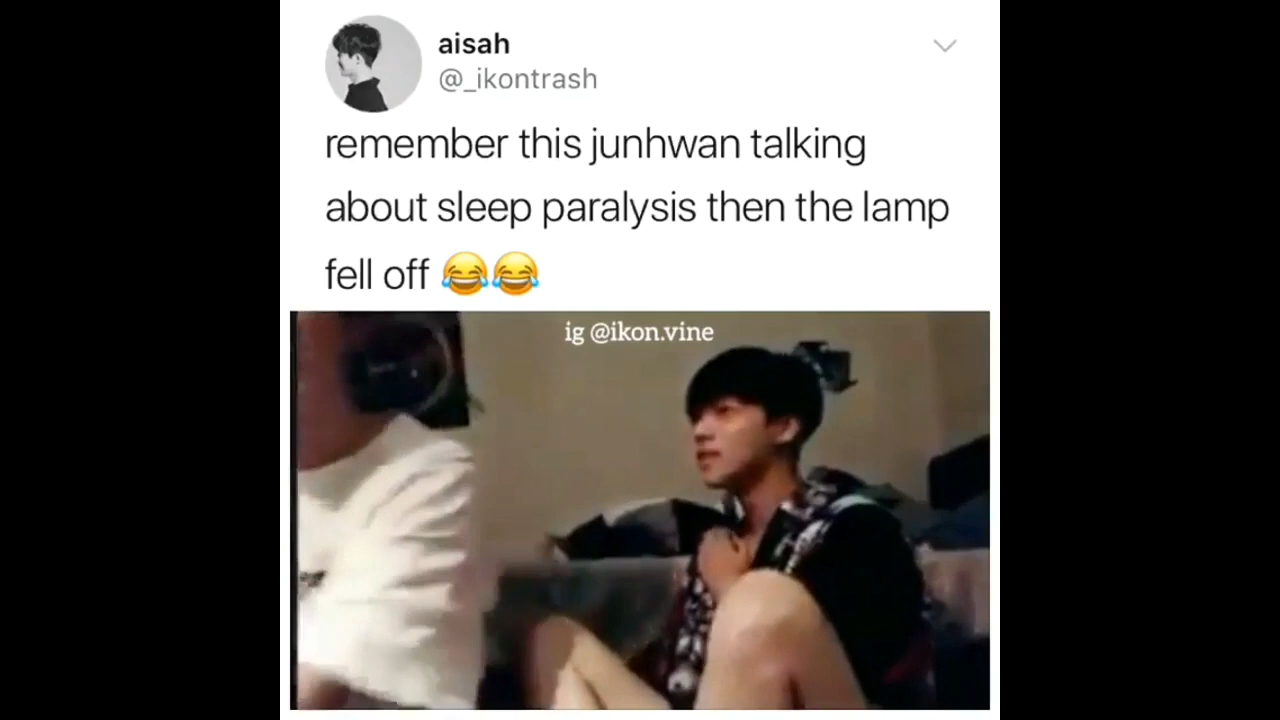 aisah
@_ikontrash
remember this junhwan talking
about sleep paralysis then the lamp
fell off 😂😂
ig @ikon.vine